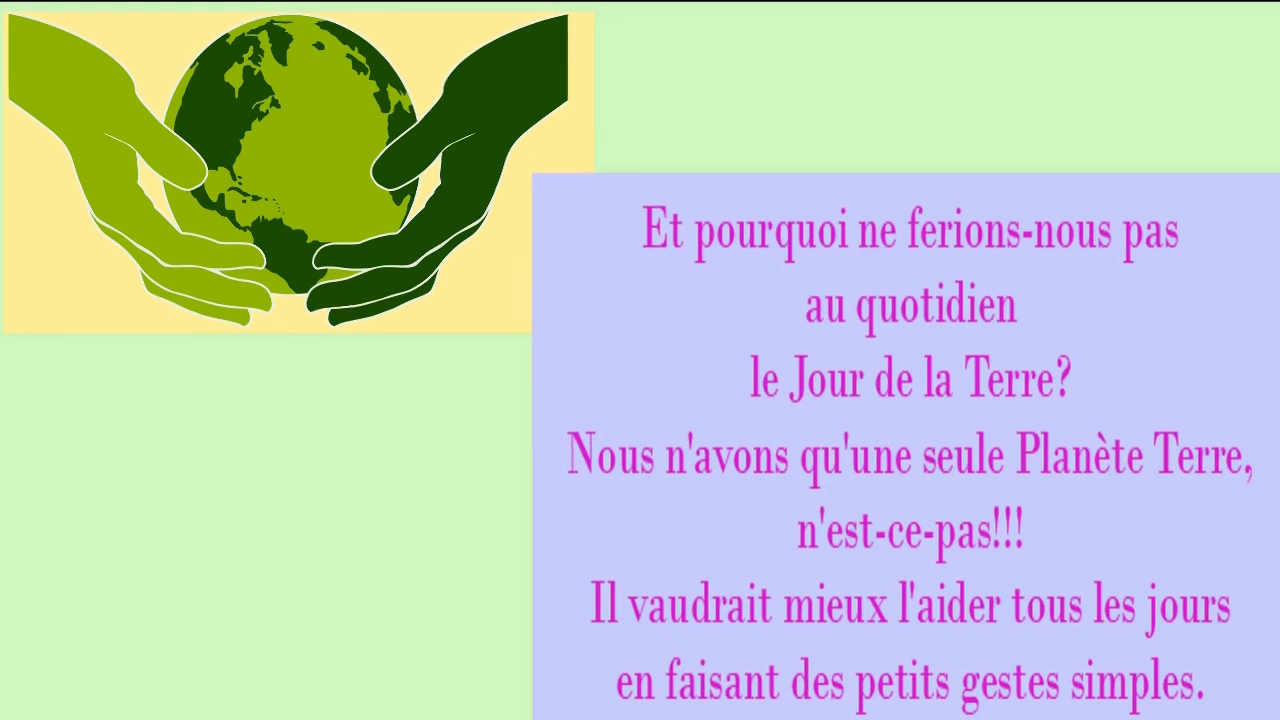 Et pourquoi ne ferions-nous pas
au quotidien
le Jour de la Terre?
Nous n'avons qu'une seule Planète Terre,
n'est-ce-pas!!!
Il vaudrait mieux l'aider tous les jours
en faisant des petits gestes simples.